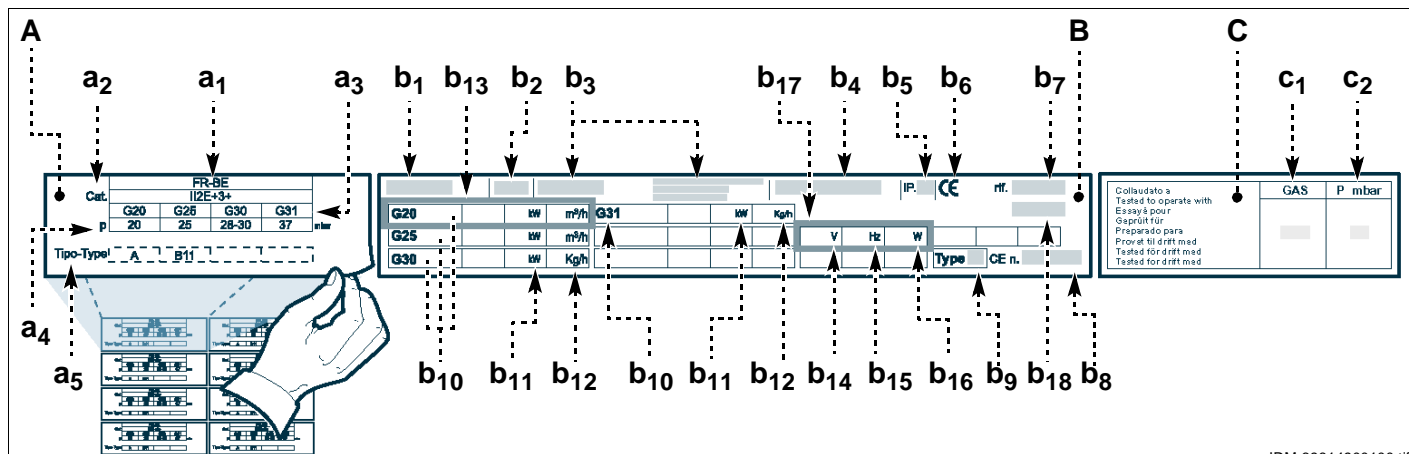 A
B
C
a2
a1
a3
b1
b13
b2
b3
b17
b4
b5
b6
b7
c1
c2
FR-BE
Cat. II2E+3+
G20 G25 G30 G31
p 20 25 28-30 37 mbar
Tipo-Type A B11
IP. CE rif.
G20 kW m³/h G31 kW Kg/h
G25 kW m³/h V Hz W
G30 kW Kg/h Type CE n.
GAS P mbar
Collaudato a
Tested to operate with
Essayé pour
Geprüft für
Preparado para
Prøvet til drift med
Testad för drift med
Tested for drift med
a4
a5
b10
b11
b12
b10
b11
b12
b14
b15
b16
b9
b18
b8